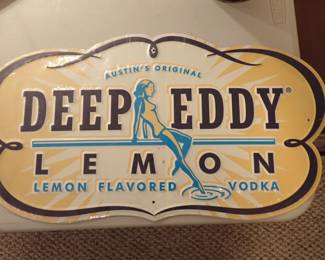 AUSTIN'S ORIGINAL
DEEP EDDY®
LEMON
LEMON FLAVORED VODKA